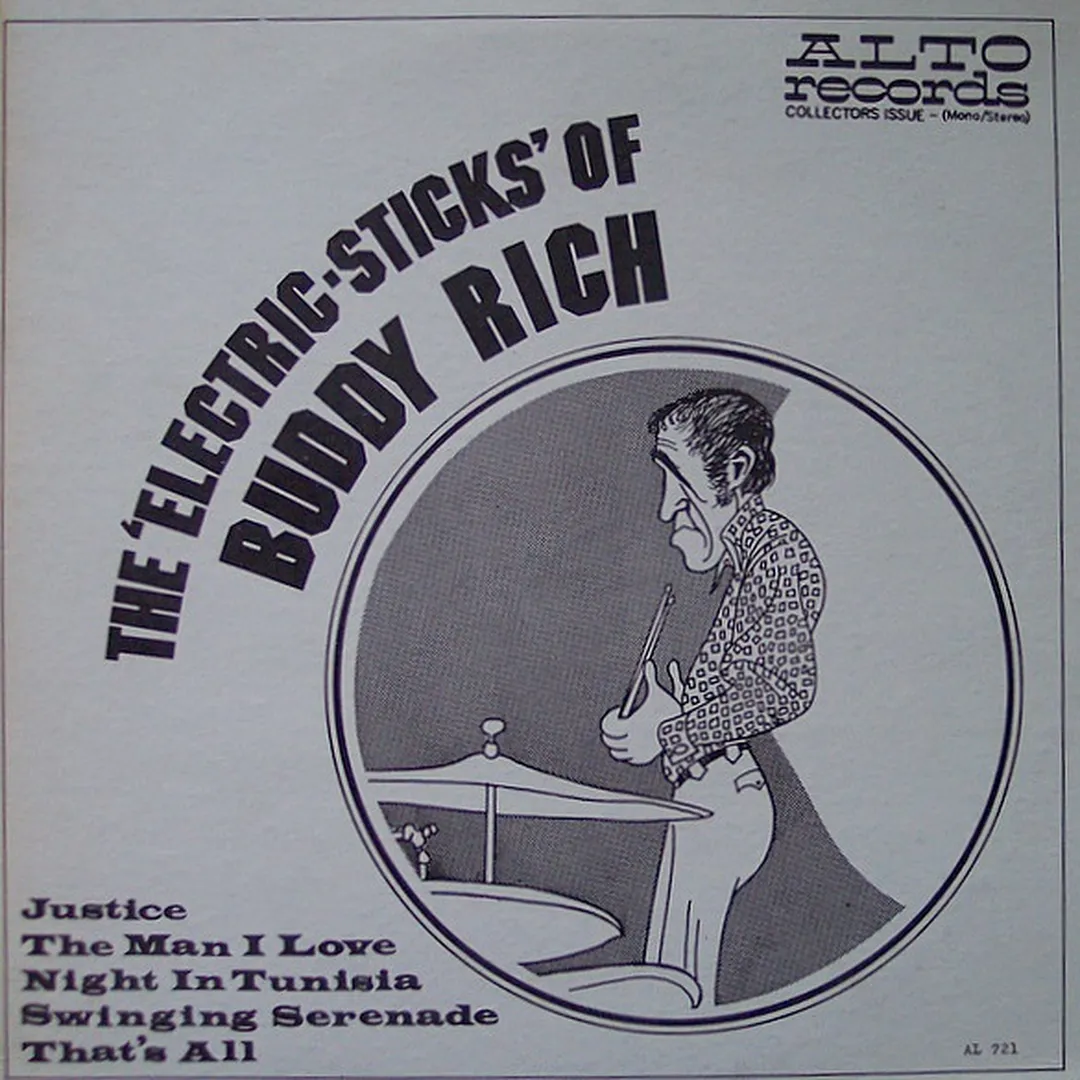 ALTO
records
COLLECTORS ISSUE - (Mono/Stereo)
THE 'ELECTRIC-STICKS' OF
BUDDY RICH
Justice
The Man I Love
Night In Tunisia
Swinging Serenade
That's All
AL 721